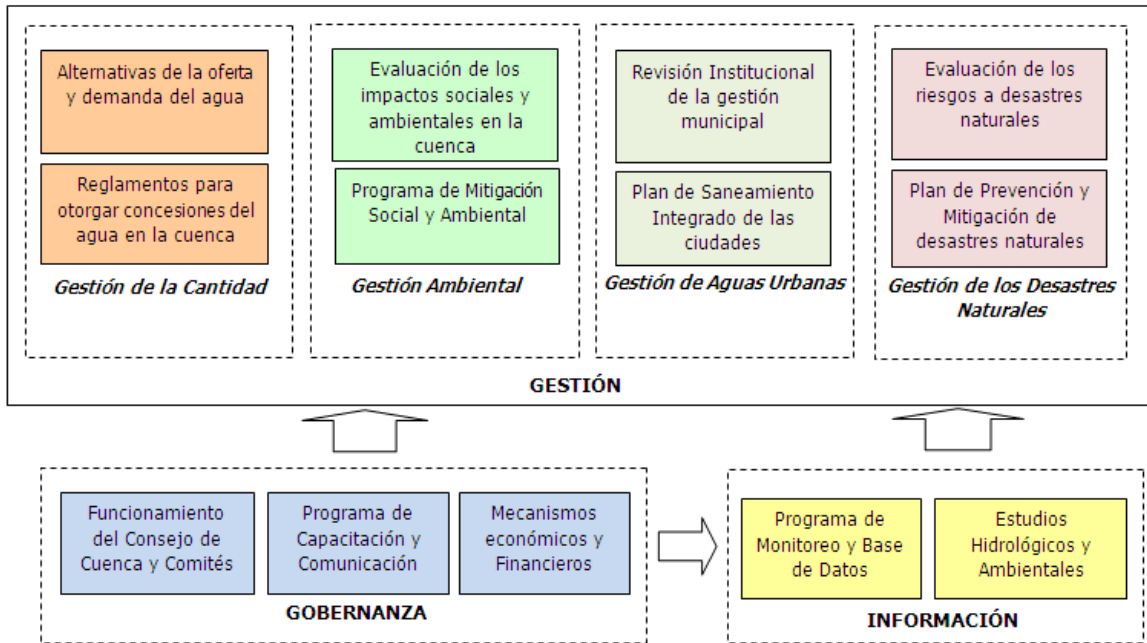 Alternativas de la oferta
y demanda del agua
Reglamentos para
otorgar concesiones del
agua en la cuenca
Gestión de la Cantidad
Evaluación de los
impactos sociales y
ambientales en la
cuenca
Programa de Mitigación
Social y Ambiental
Gestión Ambiental
Revisión Institucional
de la gestión
municipal
Plan de Saneamiento
Integrado de las
ciudades
Gestión de Aguas Urbanas
Evaluación de los
riesgos a desastres
naturales
Plan de Prevención y
Mitigación de
desastres naturales
Gestión de los Desastres
Naturales
GESTIÓN
Funcionamiento
del Consejo de
Cuenca y Comités
Programa de
Capacitación y
Comunicación
Mecanismos
económicos y
Financieros
GOBERNANZA
Programa de
Monitoreo y Base
de Datos
Estudios
Hidrológicos y
Ambientales
INFORMACIÓN